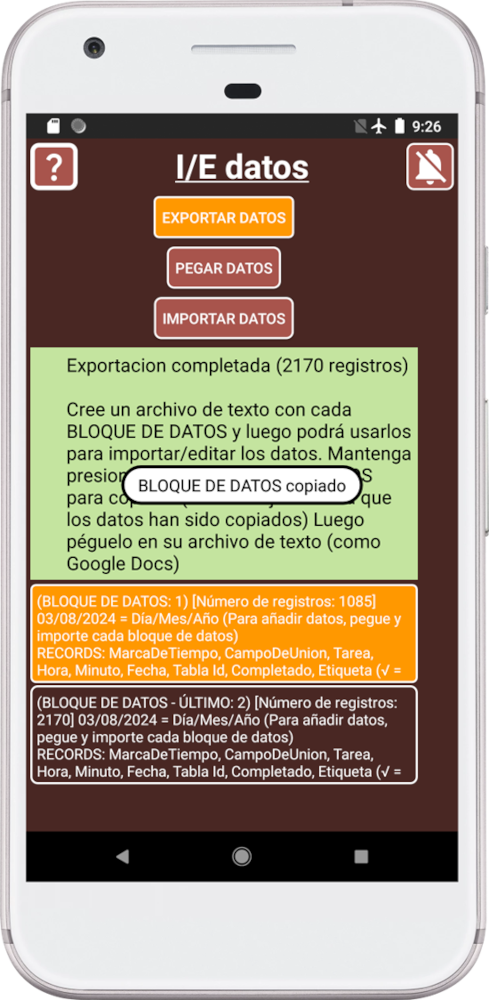 9:26
?
I/E datos
EXPORTAR DATOS
PEGAR DATOS
IMPORTAR DATOS
Exportacion completada (2170 registros)
Cree un archivo de texto con cada
BLOQUE DE DATOS y luego podrá usarlos
para importar/editar los datos. Mantenga
BLOQUE DE DATOS copiado
que
los datos han sido copiados) Luego
péguelo en su archivo de texto (como
Google Docs)
(BLOQUE DE DATOS: 1) [Número de registros: 1085]
03/08/2024 = Día/Mes/Año (Para añadir datos, pegue y
importe cada bloque de datos)
RECORDS: MarcaDeTiempo, CampoDeUnion, Tarea,
Hora, Minuto, Fecha, Tabla Id, Completado, Etiqueta (√ =
(BLOQUE DE DATOS - ÚLTIMO: 2) [Número de registros:
2170] 03/08/2024 = Día/Mes/Año (Para añadir datos,
pegue y importe cada bloque de datos)
RECORDS: MarcaDeTiempo, CampoDeUnion, Tarea,
Hora, Minuto, Fecha, Tabla Id, Completado, Etiqueta (√ =